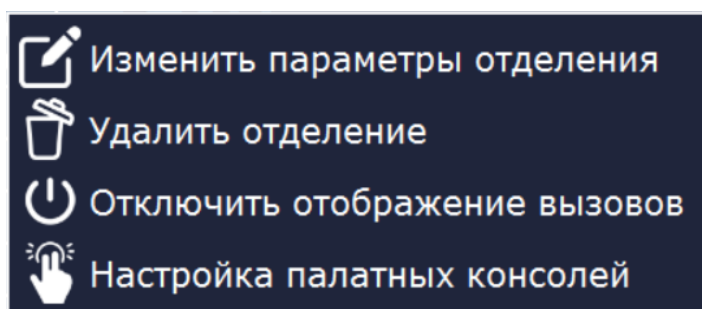 Изменить параметры отделения
Удалить отделение
Отключить отображение вызовов
Настройка палатных консолей